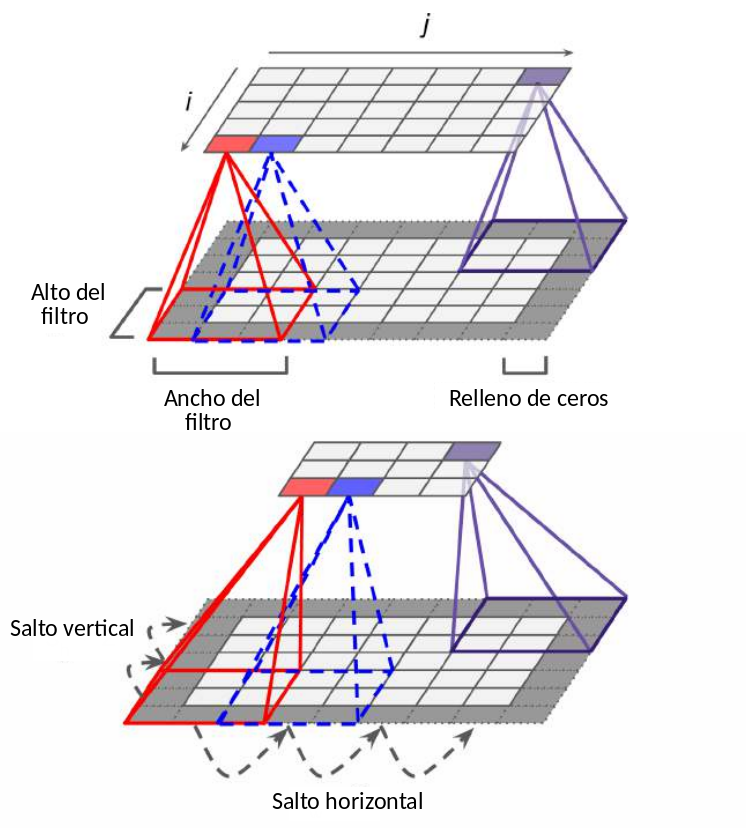 j
i
Alto del
filtro
Ancho del
filtro
Relleno de ceros
Salto vertical
Salto horizontal